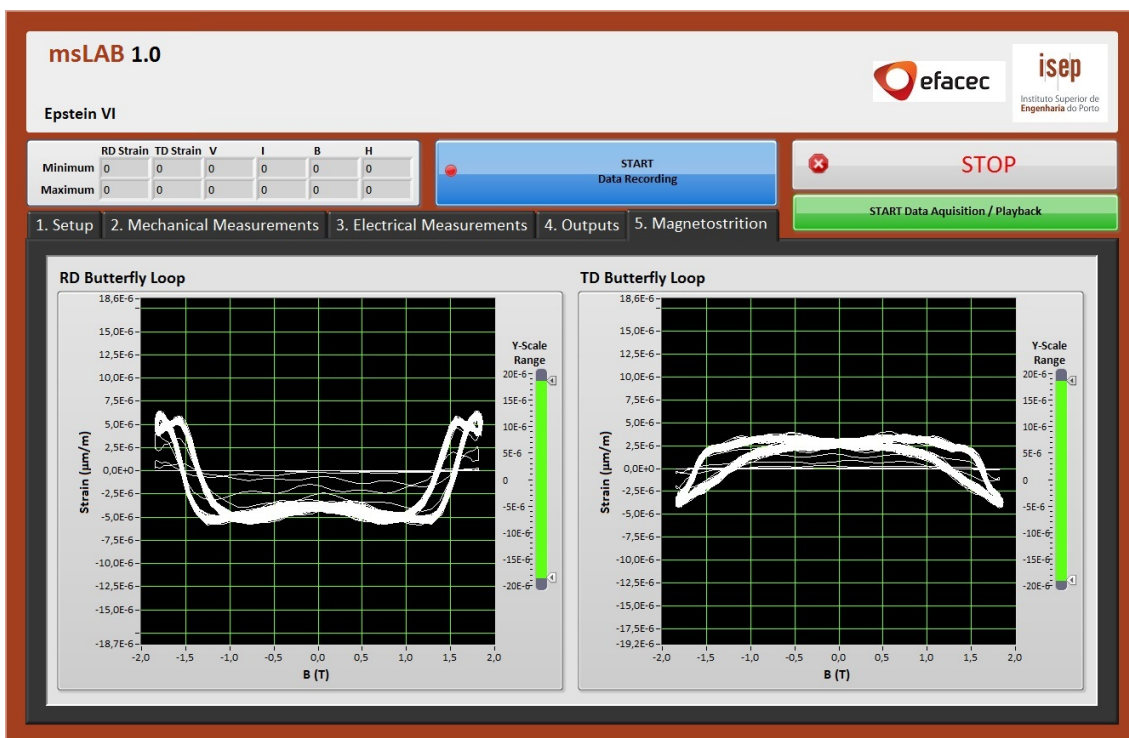 msLAB 1.0
Epstein VI
efacec
isep
Instituto Superior de
Engenharia do Porto
RD Strain TD Strain V I B H
Minimum 0 0 0 0 0 0
Maximum 0 0 0 0 0 0
START
Data Recording
STOP
START Data Aquisition / Playback
1. Setup 2. Mechanical Measurements 3. Electrical Measurements 4. Outputs 5. Magnetostrition
RD Butterfly Loop
18,6E-6
15,0E-6
12,5E-6
10,0E-6
7,5E-6
5,0E-6
2,5E-6
0,0E+0
-2,5E-6
-5,0E-6
-7,5E-6
-10,0E-6
-12,5E-6
-15,0E-6
-18,7E-6
Strain (µm/m)
-2,0 -1,5 -1,0 -0,5 0,0 0,5 1,0 1,5 2,0
B (T)
Y-Scale
Range
20E-6
15E-6
10E-6
5E-6
0
-5E-6
-10E-6
-15E-6
-20E-6
TD Butterfly Loop
18,6E-6
15,0E-6
12,5E-6
10,0E-6
7,5E-6
5,0E-6
2,5E-6
0,0E+0
-2,5E-6
-5,0E-6
-7,5E-6
-10,0E-6
-12,5E-6
-15,0E-6
-17,5E-6
-19,2E-6
Strain (µm/m)
-2,0 -1,5 -1,0 -0,5 0,0 0,5 1,0 1,5 2,0
B (T)
Y-Scale
Range
20E-6
15E-6
10E-6
5E-6
0
-5E-6
-10E-6
-15E-6
-20E-6